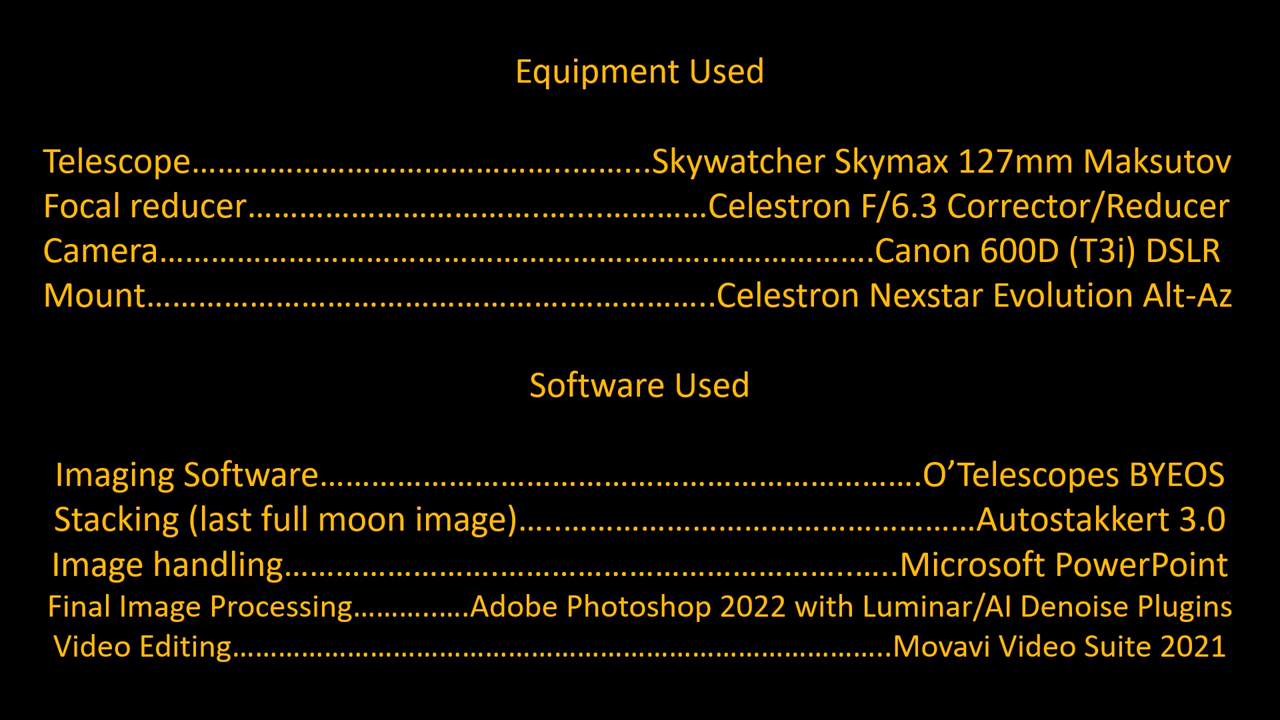 Equipment Used
Telescope……………………………………..……...Skywatcher Skymax 127mm Maksutov
Focal reducer……………………………….…....…………Celestron F/6.3 Corrector/Reducer
Camera………………………………………………………….……………….Canon 600D (T3i) DSLR
Mount……………………………………………….……………..Celestron Nexstar Evolution Alt-Az
Software Used
Imaging Software…………………………………………………………….O’Telescopes BYEOS
Stacking (last full moon image)…..…………………………………………Autostakkert 3.0
Image handling…………………….………………………………….…..…..Microsoft PowerPoint
Final Image Processing……….….….Adobe Photoshop 2022 with Luminar/AI Denoise Plugins
Video Editing…………………………………………………………………………..Movavi Video Suite 2021